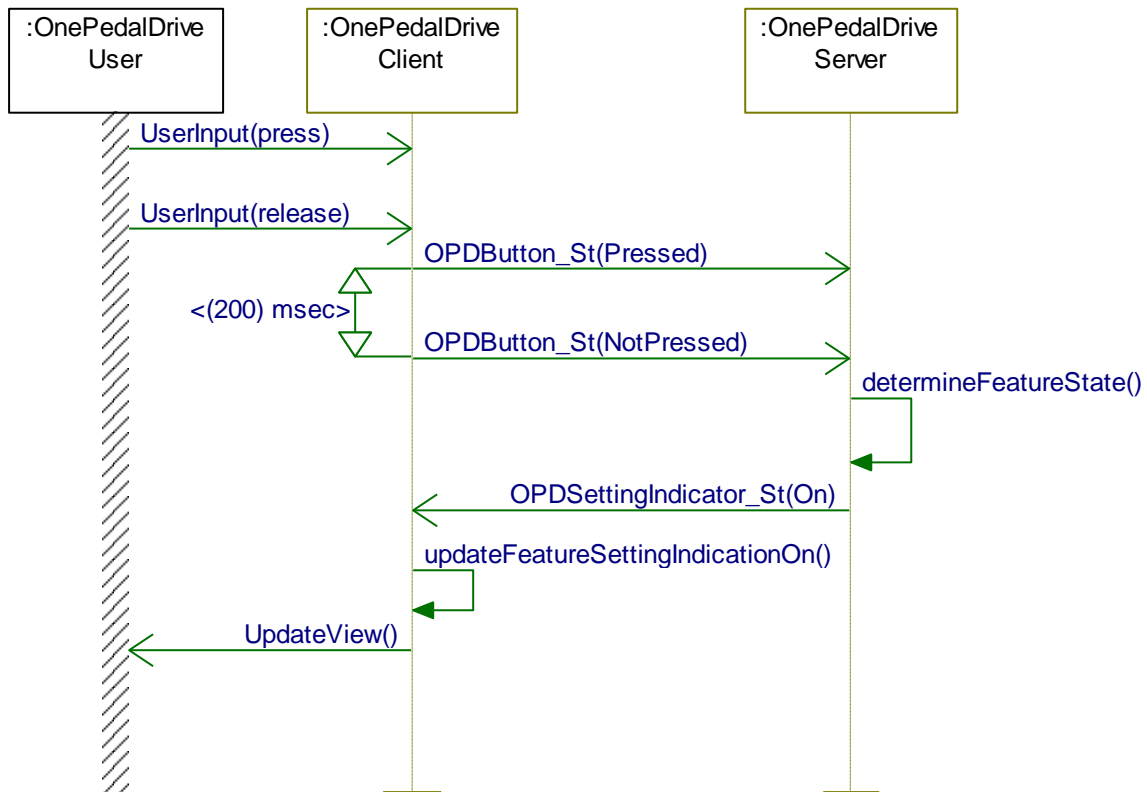 :OnePedalDrive
User
:OnePedalDrive
Client
:OnePedalDrive
Server
UserInput(press)
UserInput(release)
OPDButton_St(Pressed)
<(200) msec>
OPDButton_St(NotPressed)
determineFeatureState()
OPDSettingIndicator_St(On)
updateFeatureSettingIndicationOn()
UpdateView()